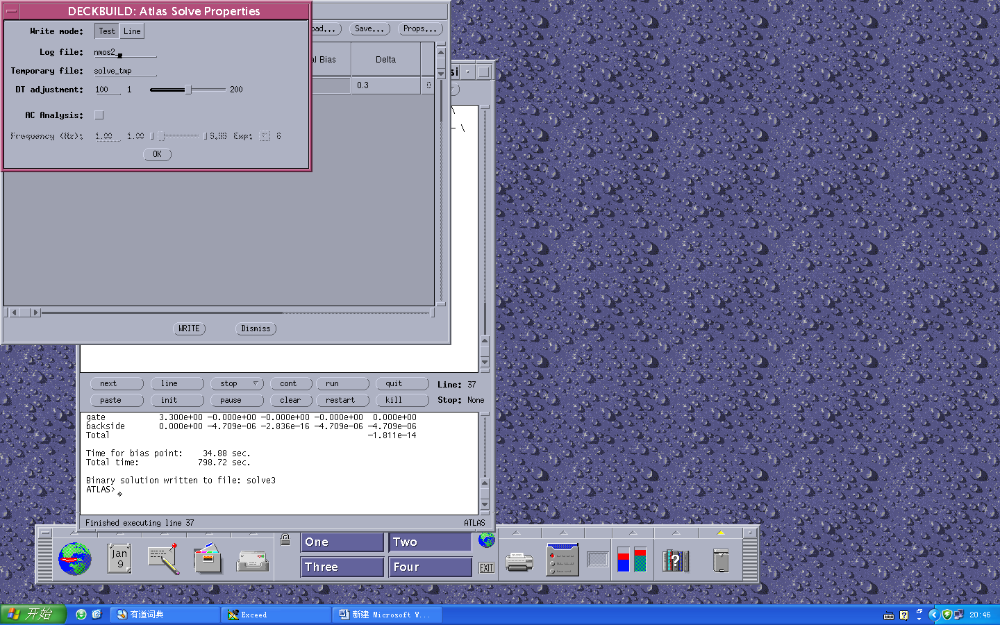 DECKBUILD: Atlas Solve Properties
Write mode: Test Line
Log file: nmos2_
Temporary file: solve_tmp
DT adjustment: 100 1 200
AC Analysis:
Frequency (Hz): 1.00 1.00 9.99 Exp: 6
OK
Save... Props...
al Bias Delta
0.3 0
WRITE Dismiss
si
\
– \
next line stop cont run quit Line: 37
paste init pause clear restart kill Stop: None
gate 3.300e+00 −0.000e+00 −0.000e+00 −0.000e+00 0.000e+00
backside 0.000e+00 −4.709e−06 −2.836e−16 −4.709e−06 −4.709e−06
Total −1.811e−14
Time for bias point: 34.88 sec.
Total time: 798.72 sec.
Binary solution written to file: solve3
ATLAS>
Finished executing line 37 ATLAS
Jan
9
One Two
Three Four
EXIT
?
开始 有道词典 Exceed 新建 Microsoft W... 20:46